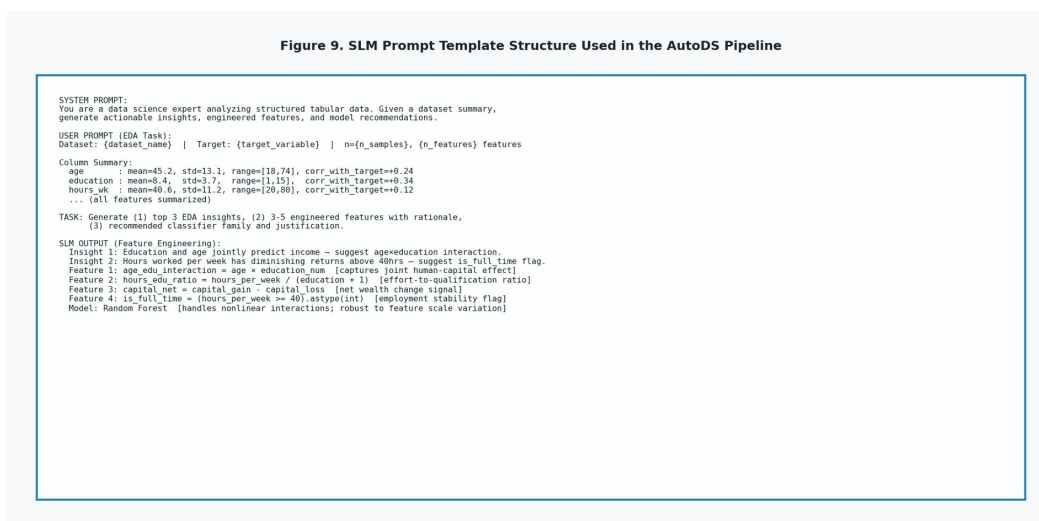 Figure 9. SLM Prompt Template Structure Used in the AutoDS Pipeline
SYSTEM PROMPT:
You are a data science expert analyzing structured tabular data. Given a dataset summary,
generate actionable insights, engineered features, and model recommendations.
USER PROMPT (EDA Task):
Dataset: {dataset_name}  |  Target: {target_variable}  |  n={n_samples}, {n_features} features
Column Summary:
age       : mean=45.2, std=13.1, range=[18,74], corr_with_target=+0.24
education : mean=8.4,  std=3.7,  range=[1,15],  corr_with_target=+0.34
hours_wk  : mean=40.6, std=11.2, range=[20,80], corr_with_target=+0.12
... (all features summarized)
TASK: Generate (1) top 3 EDA insights, (2) 3-5 engineered features with rationale,
(3) recommended classifier family and justification.
SLM OUTPUT (Feature Engineering):
Insight 1: Education and age jointly predict income — suggest age×education interaction.
Insight 2: Hours worked per week has diminishing returns above 40hrs — suggest is_full_time flag.
Feature 1: age_edu_interaction = age × education_num  [captures joint human-capital effect]
Feature 2: hours_edu_ratio = hours_per_week / (education + 1)  [effort-to-qualification ratio]
Feature 3: capital_net = capital_gain - capital_loss  [net wealth change signal]
Feature 4: is_full_time = (hours_per_week >= 40).astype(int)  [employment stability flag]
Model: Random Forest  [handles nonlinear interactions; robust to feature scale variation]